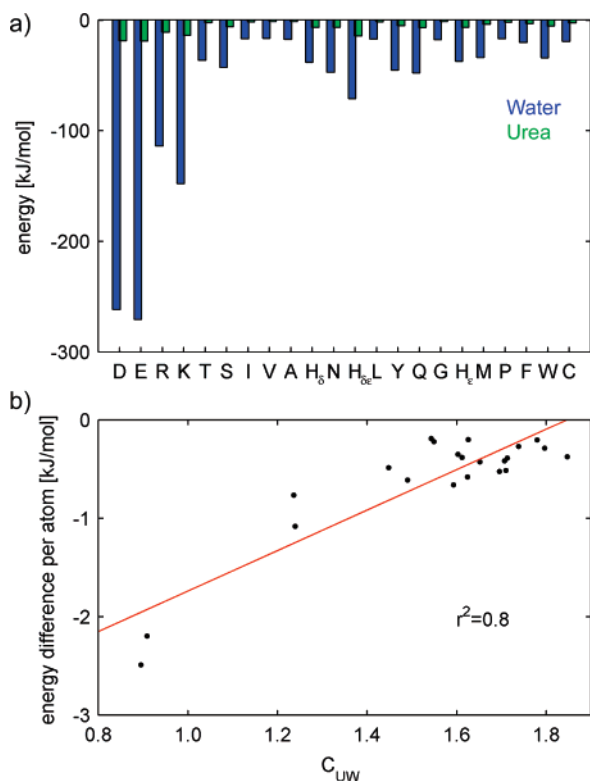 a)
0
-100
-200
-300
energy [kJ/mol]
Water
Urea
D E R K T S I V A Hδ N Hδε L Y Q G Hε M P F W C
b)
0
-1
-2
-3
energy difference per atom [kJ/mol]
r²=0.8
0.8 1.0 1.2 1.4 1.6 1.8
C_UW